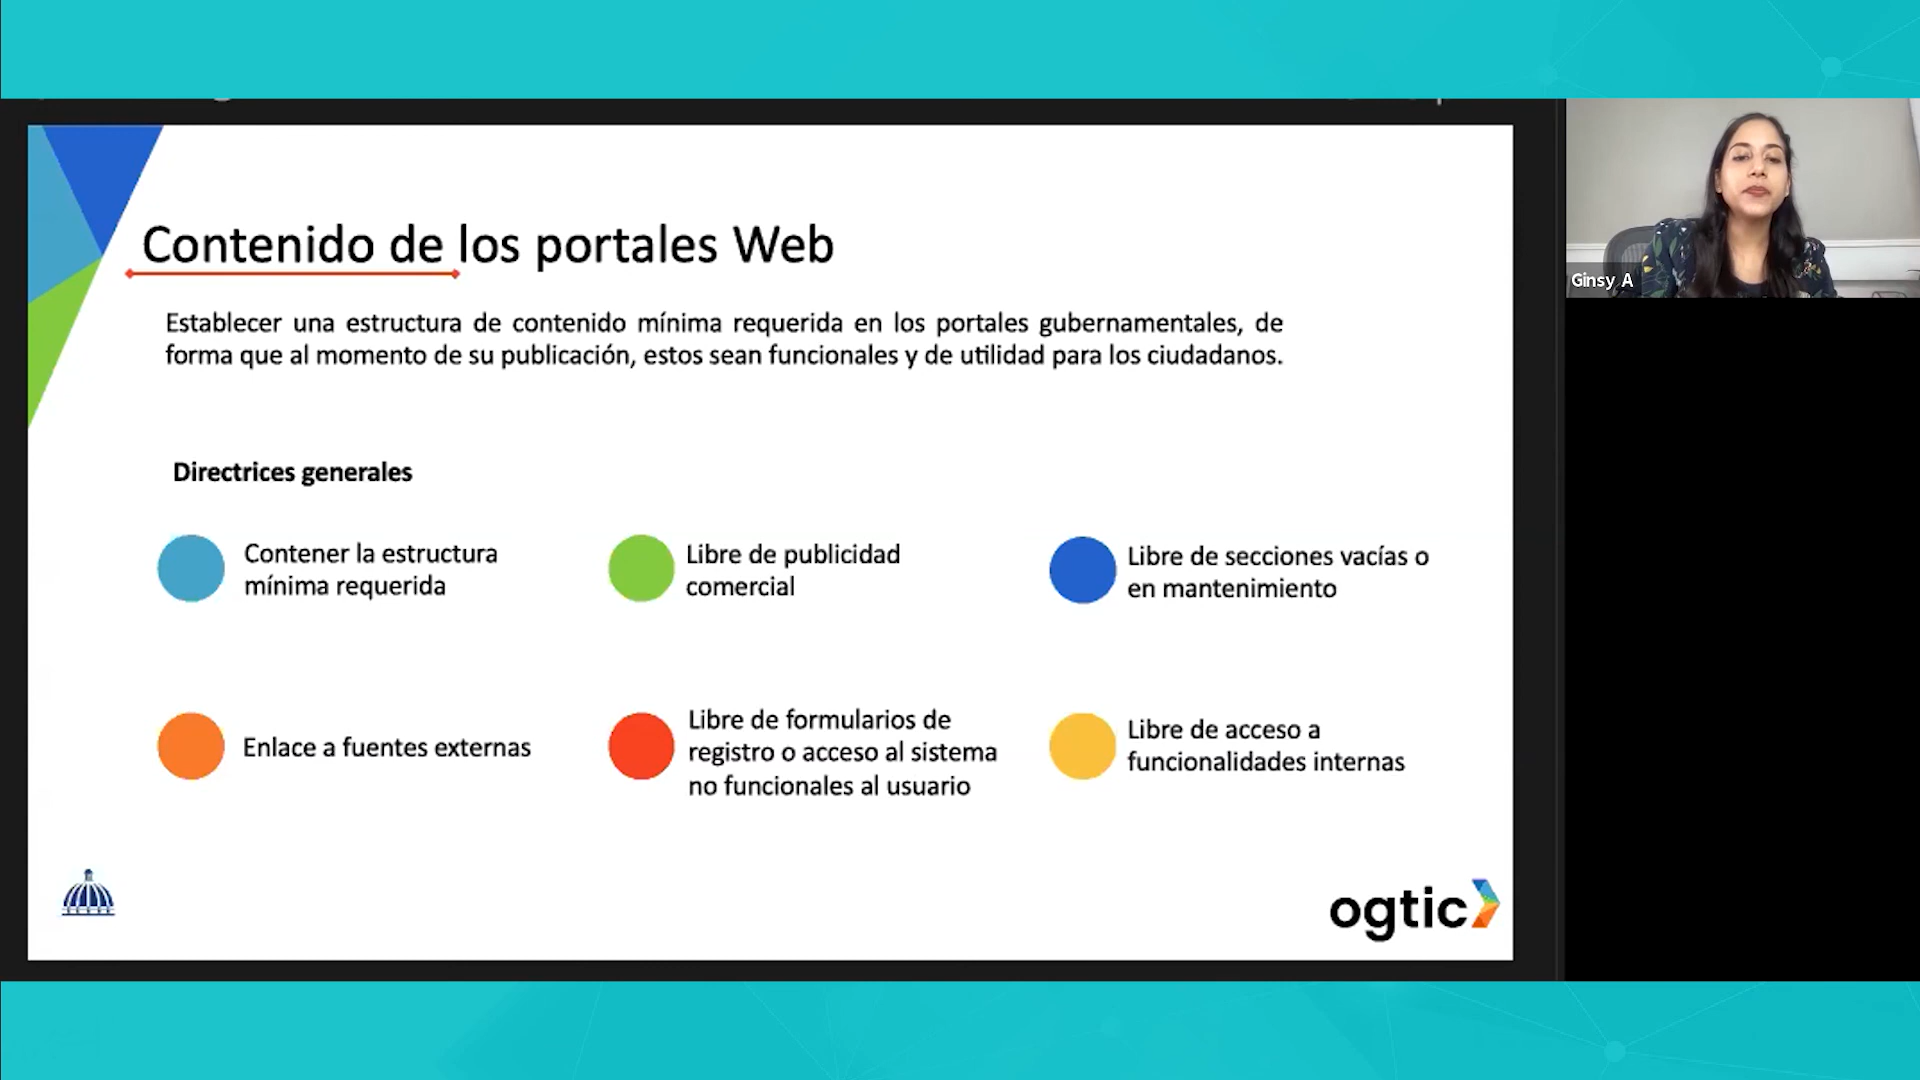 Contenido de los portales Web
Establecer una estructura de contenido mínima requerida en los portales gubernamentales, de
forma que al momento de su publicación, estos sean funcionales y de utilidad para los ciudadanos.
Directrices generales
Contener la estructura
mínima requerida
Libre de publicidad
comercial
Libre de secciones vacías o
en mantenimiento
Enlace a fuentes externas
Libre de formularios de
registro o acceso al sistema
no funcionales al usuario
Libre de acceso a
funcionalidades internas
ogtic
Ginsy A